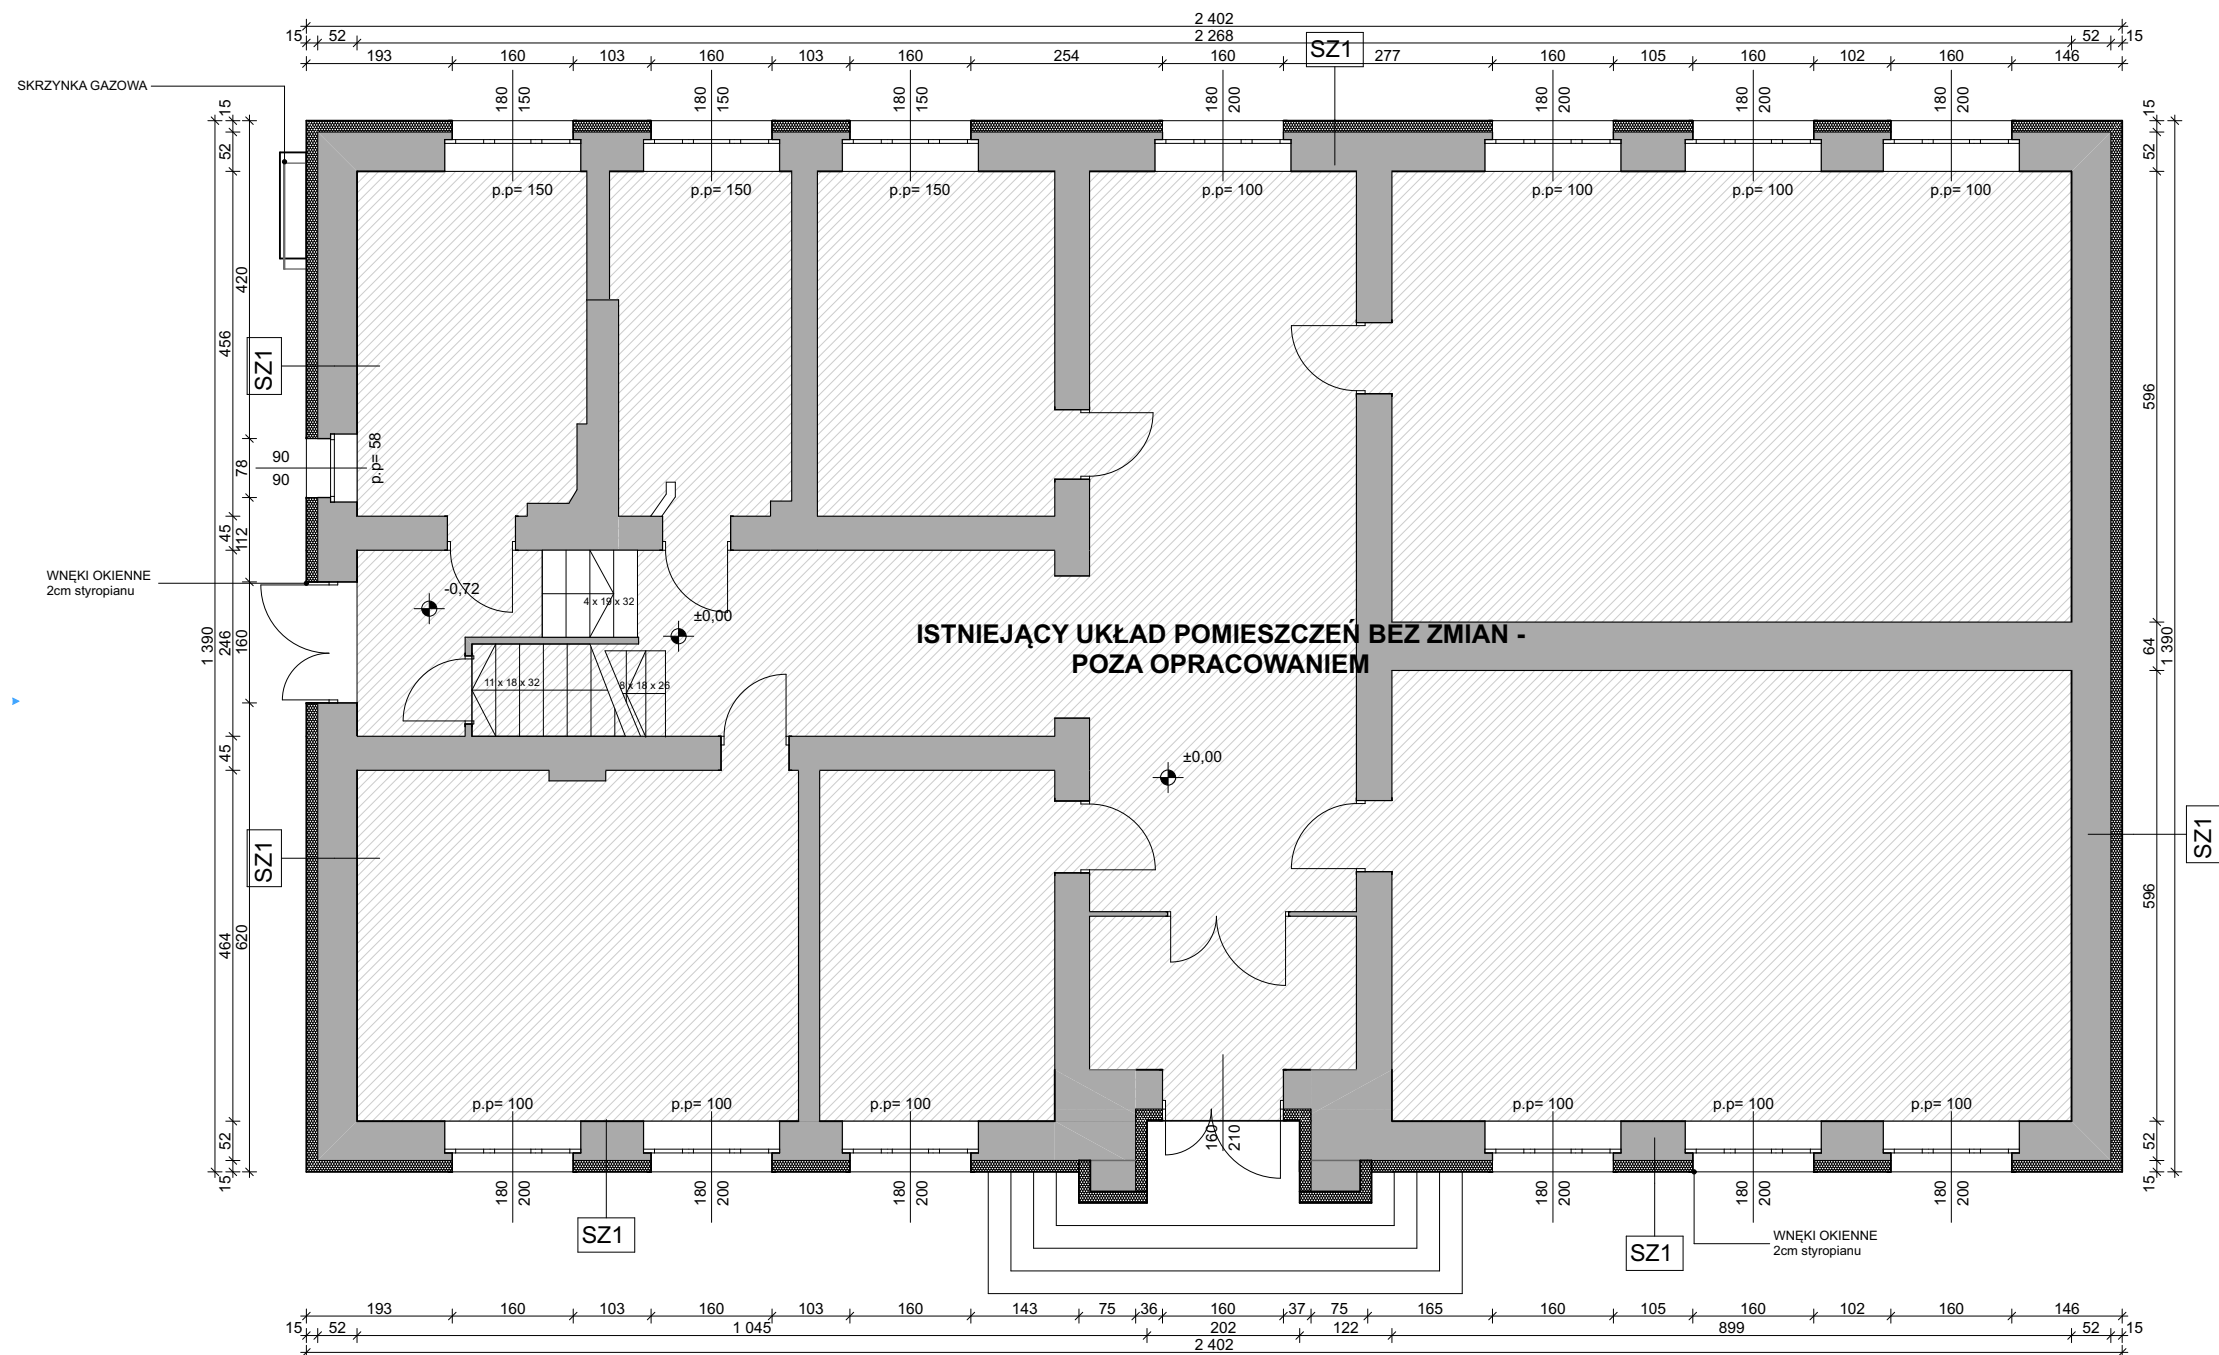 2 402
15 52 2 268 52 15
193 160 103 160 103 160 254 160 277 160 105 160 102 160 146
SZ1
SKRZYNKA GAZOWA
180 150
180 150
180 150
180 200
180 200
180 200
180 200
p.p= 150
p.p= 150
p.p= 150
p.p= 100
p.p= 100
p.p= 100
p.p= 100
15
52
420
456
SZ1
90
90
p.p= 58
78
45
112
WNĘKI OKIENNE
2cm styropianu
1 390
246
160
45
SZ1
464
620
52
15
-0,72
4 x 19 x 32
±0,00
11 x 18 x 32
8 x 18 x 26
ISTNIEJĄCY UKŁAD POMIESZCZEŃ BEZ ZMIAN -
POZA OPRACOWANIEM
±0,00
15
52
596
64
1 390
SZ1
596
52
15
p.p= 100
p.p= 100
p.p= 100
p.p= 100
p.p= 100
p.p= 100
160
210
180 200
180 200
180 200
180 200
180 200
180 200
SZ1
SZ1
WNĘKI OKIENNE
2cm styropianu
193 160 103 160 103 160 143 75 36 160 37 75 165 160 105 160 102 160 146
15 52 1 045 202 122 899 52 15
2 402